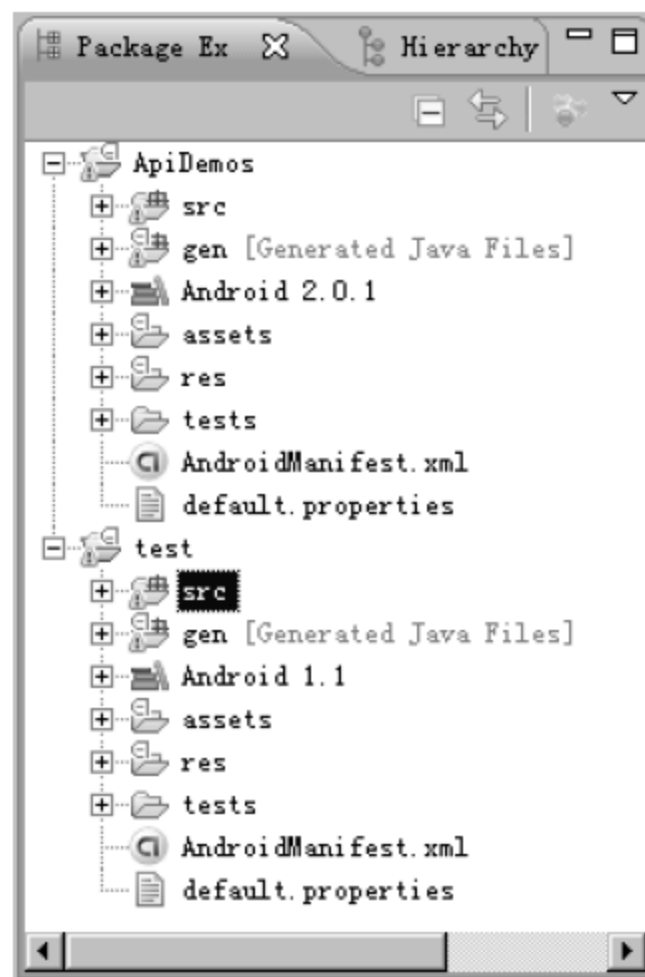 Package Ex Hierarchy
ApiDemos
src
gen [Generated Java Files]
Android 2.0.1
assets
res
tests
AndroidManifest.xml
default.properties
test
src
gen [Generated Java Files]
Android 1.1
assets
res
tests
AndroidManifest.xml
default.properties